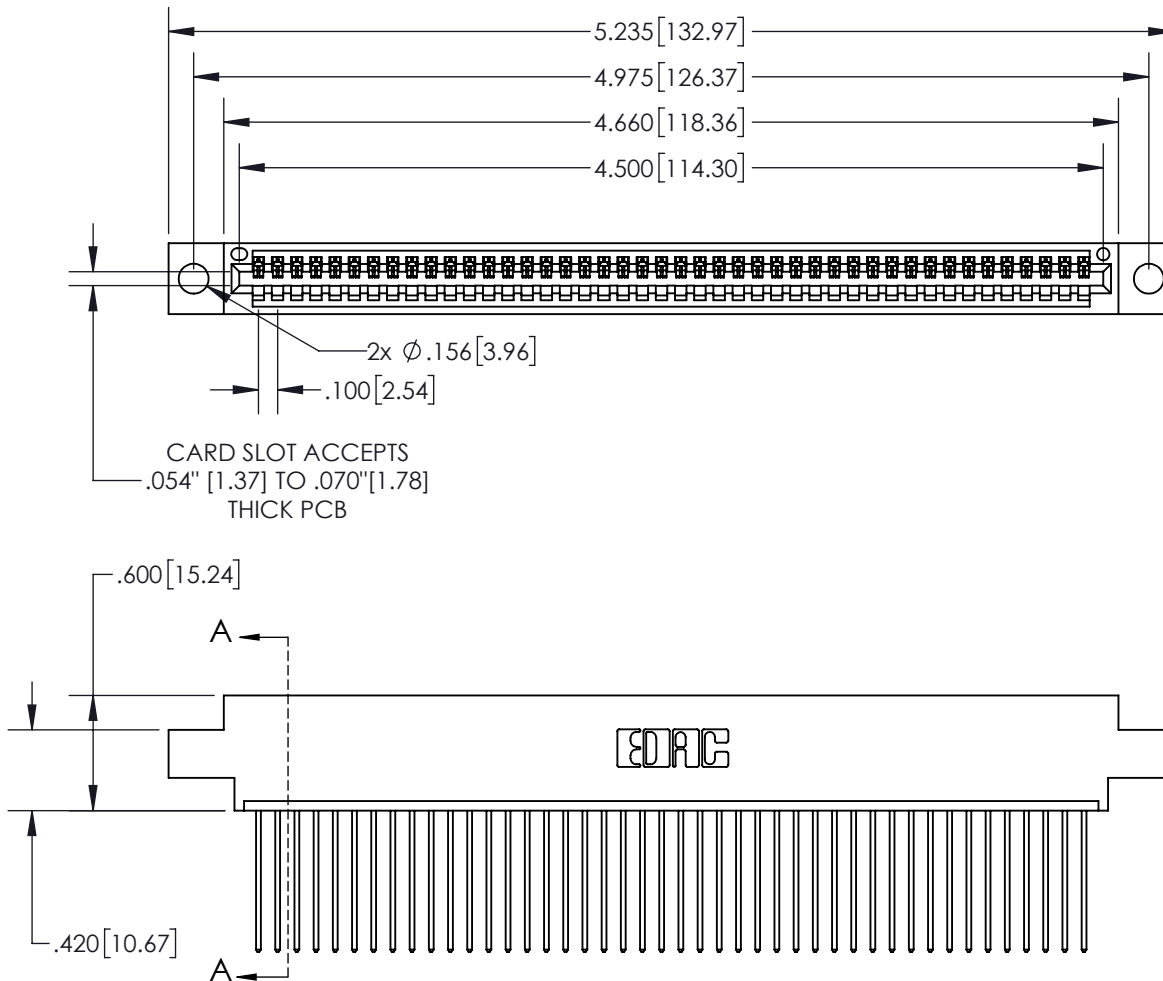 5.235[132.97]
4.975[126.37]
4.660[118.36]
4.500[114.30]
2x Ø.156[3.96]
.100[2.54]
CARD SLOT ACCEPTS
.054" [1.37] TO .070"[1.78]
THICK PCB
.600[15.24]
A
EDAC
.420[10.67]
A